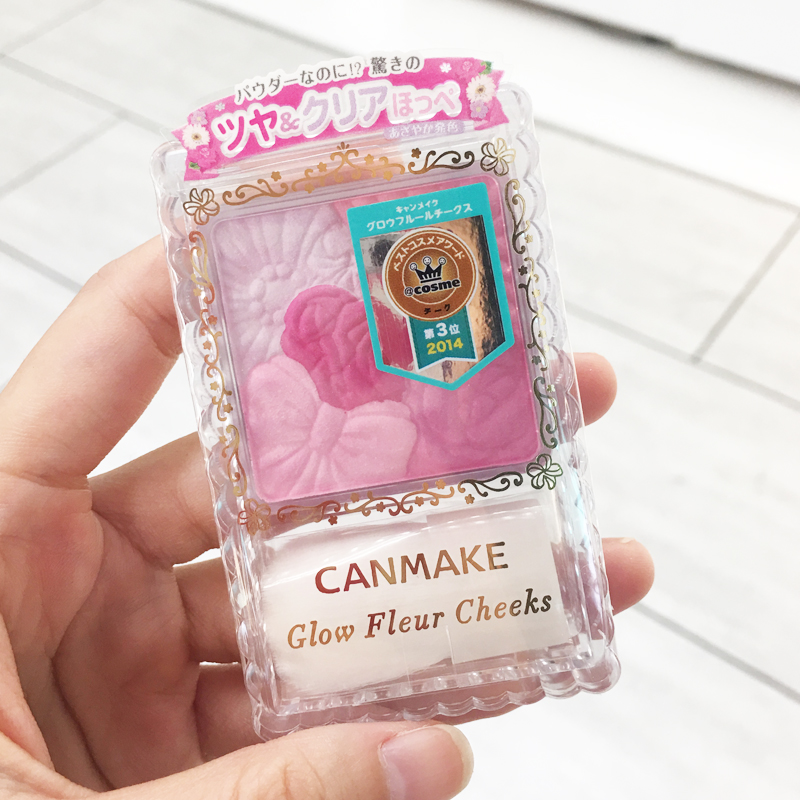 パウダーなのに!? 驚きの
ツヤ&クリアほっぺ
あざやか発色
キャンメイク
グロウフルールチークス
ベストコスメアワード
@cosme
チーク
第3位
2014
CANMAKE
Glow Fleur Cheeks